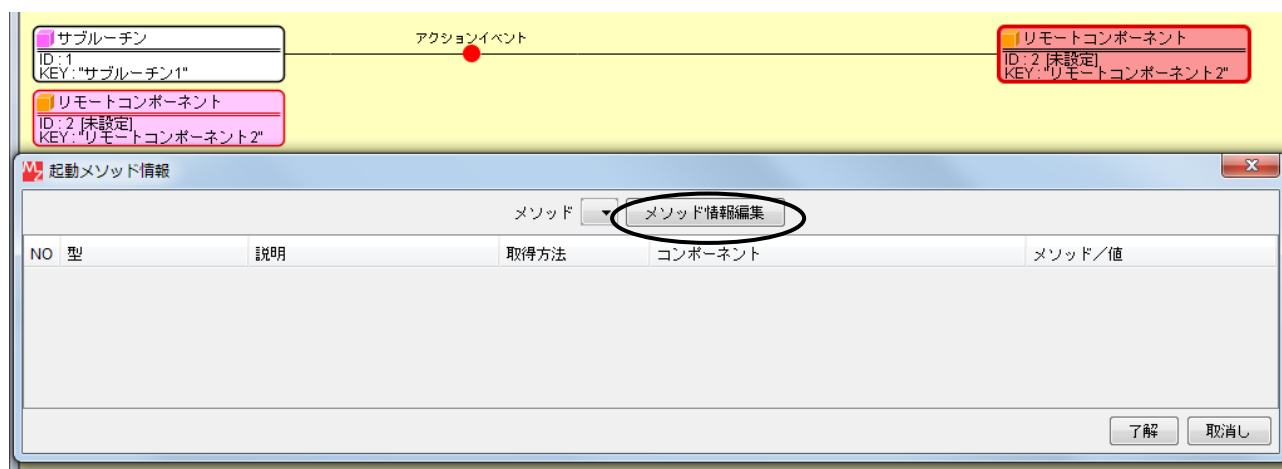 サブルーチン
ID:1
KEY:"サブルーチン1"
アクションイベント
リモートコンポーネント
ID:2 [未設定]
KEY:"リモートコンポーネント2"
リモートコンポーネント
ID:2 [未設定]
KEY:"リモートコンポーネント2"
起動メソッド情報
メソッド メソッド情報編集
NO 型 説明 取得方法 コンポーネント メソッド/値
了解 取消し